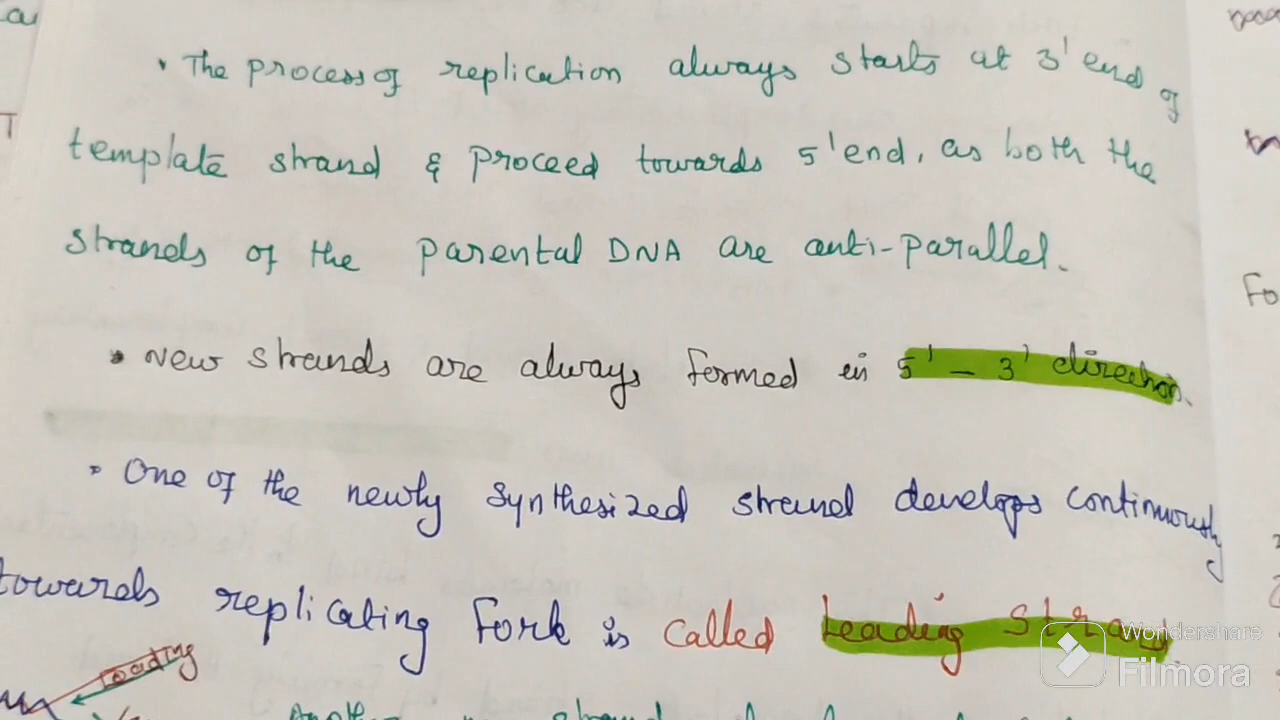 • The process of replication always starts at 3' end of
template strand & proceed towards 5' end, as both the
strands of the parental DNA are anti-parallel.
• New strands are always formed in 5' – 3' direction.
• One of the newly synthesized strand develops continuously
towards replicating fork is called Leading strand.
Leading
Wondershare
Filmora